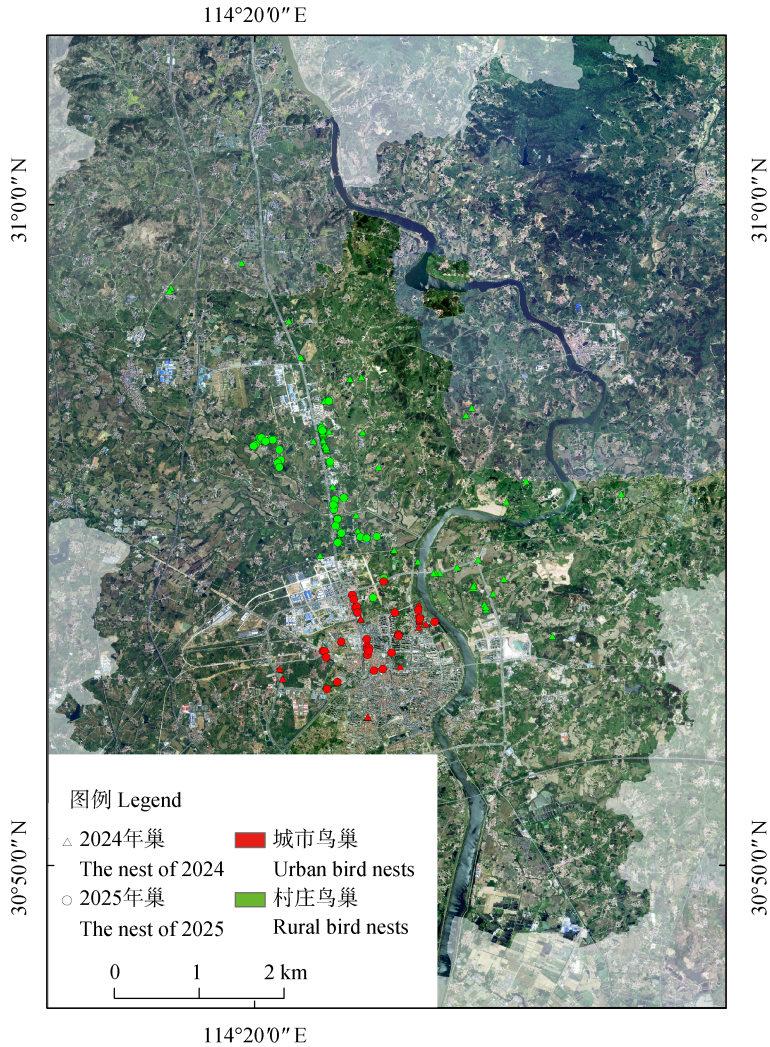 114°20′0″ E
31°0′0″ N
31°0′0″ N
图例 Legend
2024年巢
The nest of 2024
城市鸟巢
Urban bird nests
2025年巢
The nest of 2025
村庄鸟巢
Rural bird nests
30°50′0″ N
30°50′0″ N
0 1 2 km
114°20′0″ E